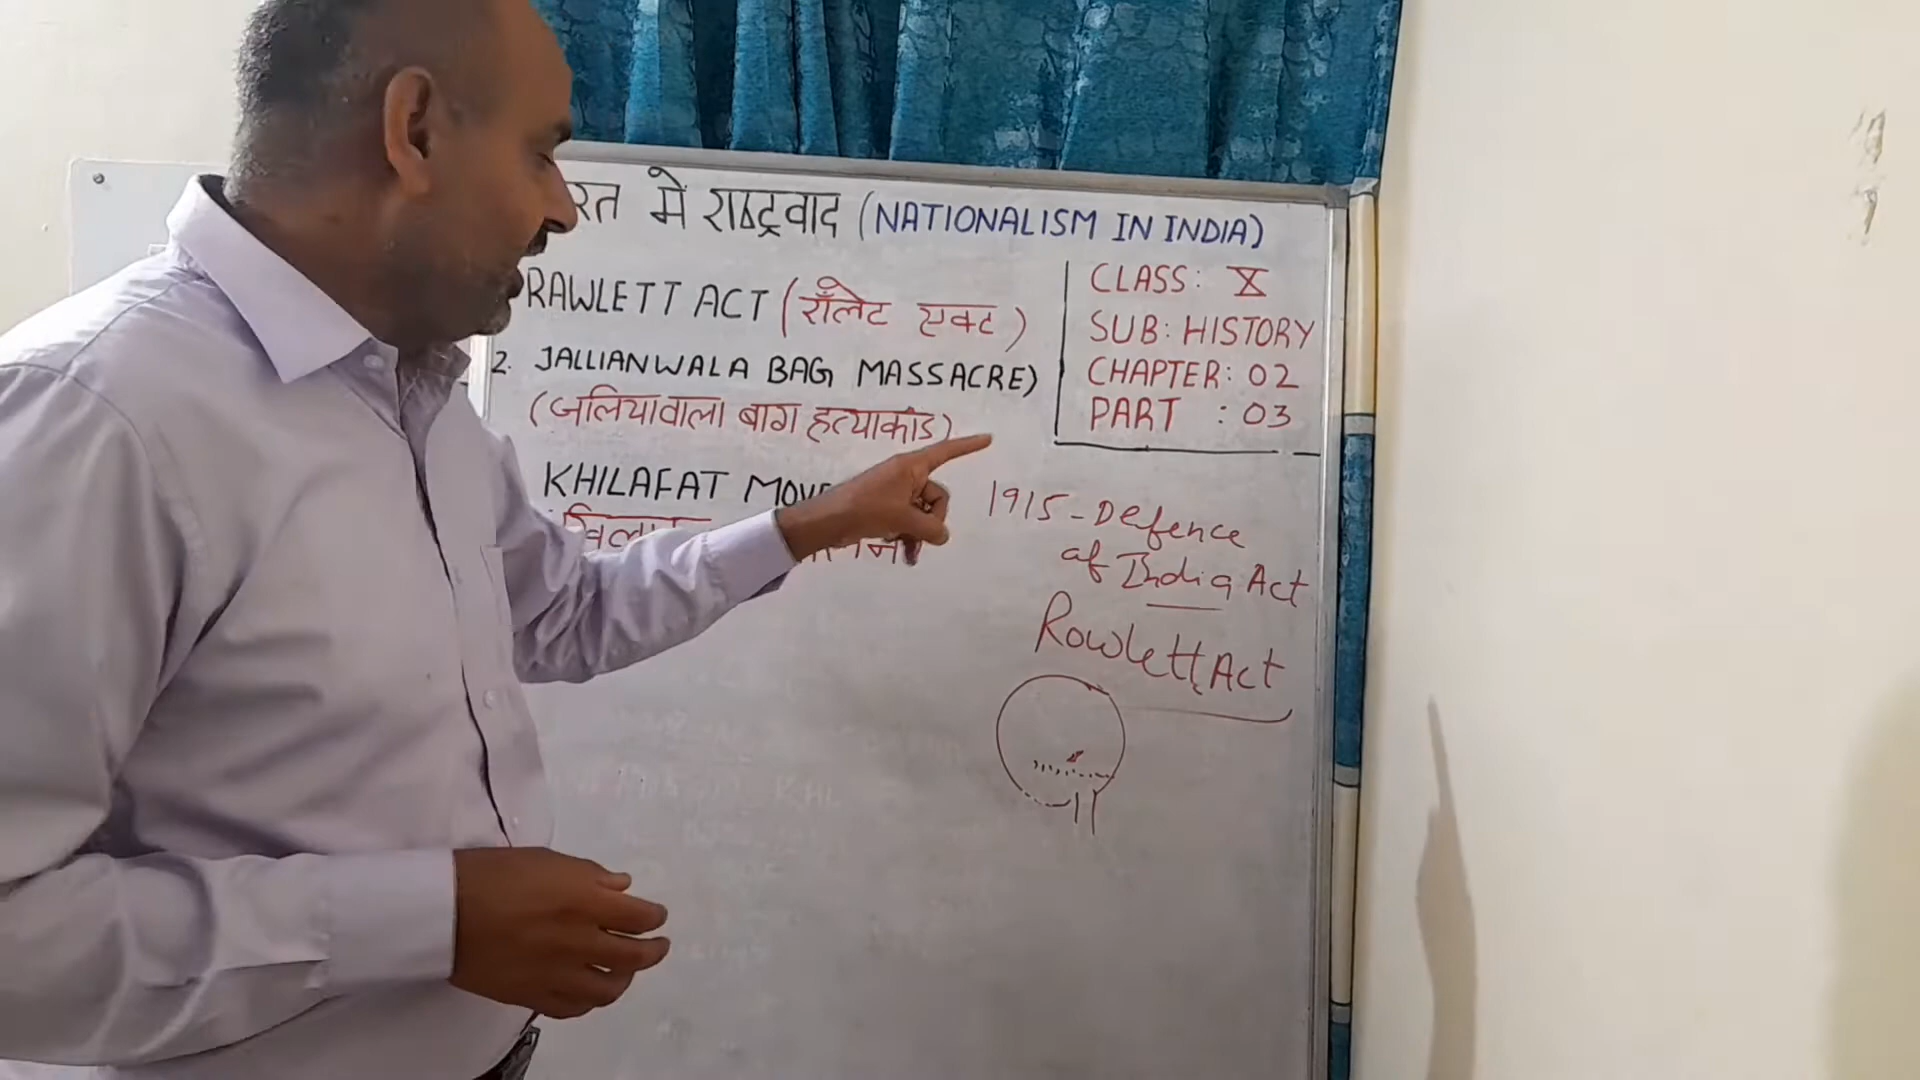 रत में राष्ट्रवाद (NATIONALISM IN INDIA)
RAWLETT ACT (रॉलेट एक्ट)
2. JALLIANWALA BAG MASSACRE)
(जलियावाला बाग हत्याकांड)
KHILAFAT
CLASS: X
SUB: HISTORY
CHAPTER: 02
PART : 03
1915 - Defence
of India Act
Rowlett Act